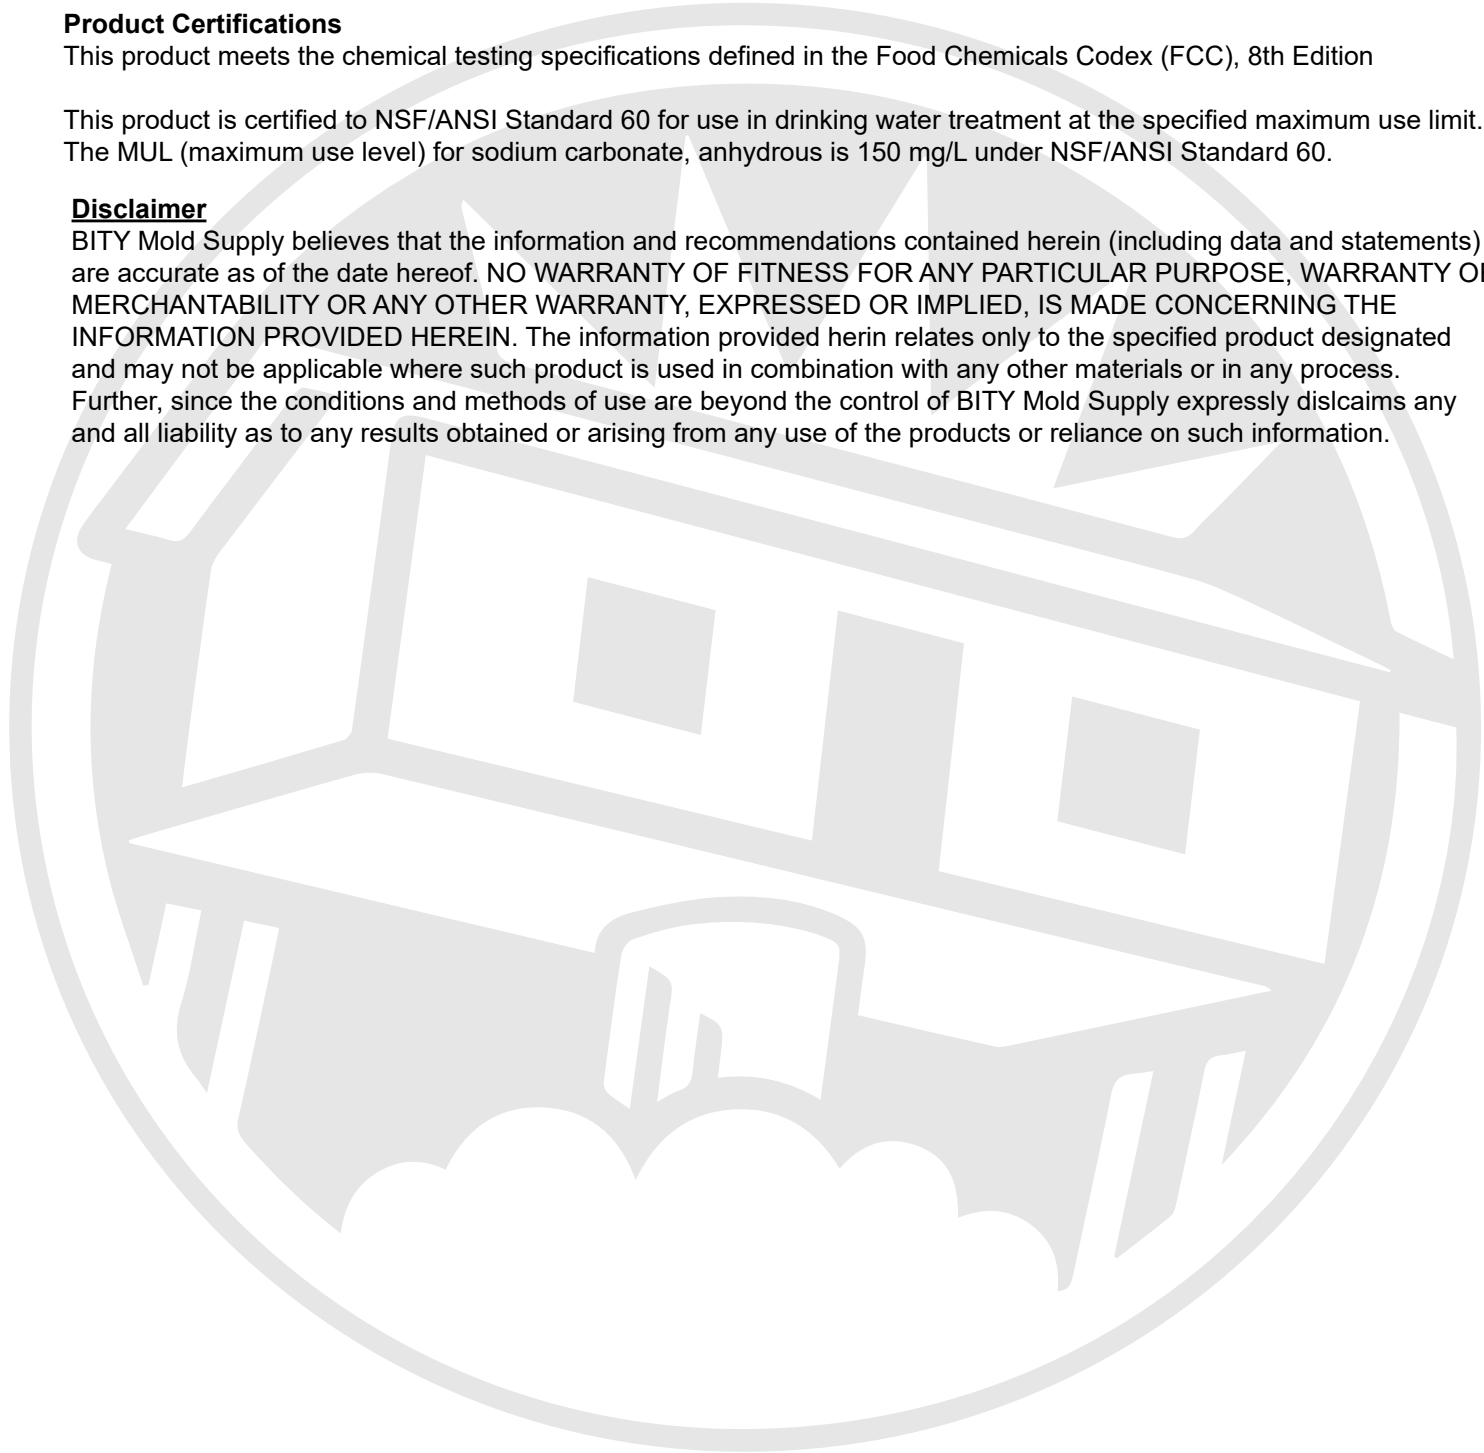 Product Certifications
This product meets the chemical testing specifications defined in the Food Chemicals Codex (FCC), 8th Edition
This product is certified to NSF/ANSI Standard 60 for use in drinking water treatment at the specified maximum use limit.
The MUL (maximum use level) for sodium carbonate, anhydrous is 150 mg/L under NSF/ANSI Standard 60.
Disclaimer
BITY Mold Supply believes that the information and recommendations contained herein (including data and statements)
are accurate as of the date hereof. NO WARRANTY OF FITNESS FOR ANY PARTICULAR PURPOSE, WARRANTY OF
MERCHANTABILITY OR ANY OTHER WARRANTY, EXPRESSED OR IMPLIED, IS MADE CONCERNING THE
INFORMATION PROVIDED HEREIN. The information provided herin relates only to the specified product designated
and may not be applicable where such product is used in combination with any other materials or in any process.
Further, since the conditions and methods of use are beyond the control of BITY Mold Supply expressly dislcaims any
and all liability as to any results obtained or arising from any use of the products or reliance on such information.